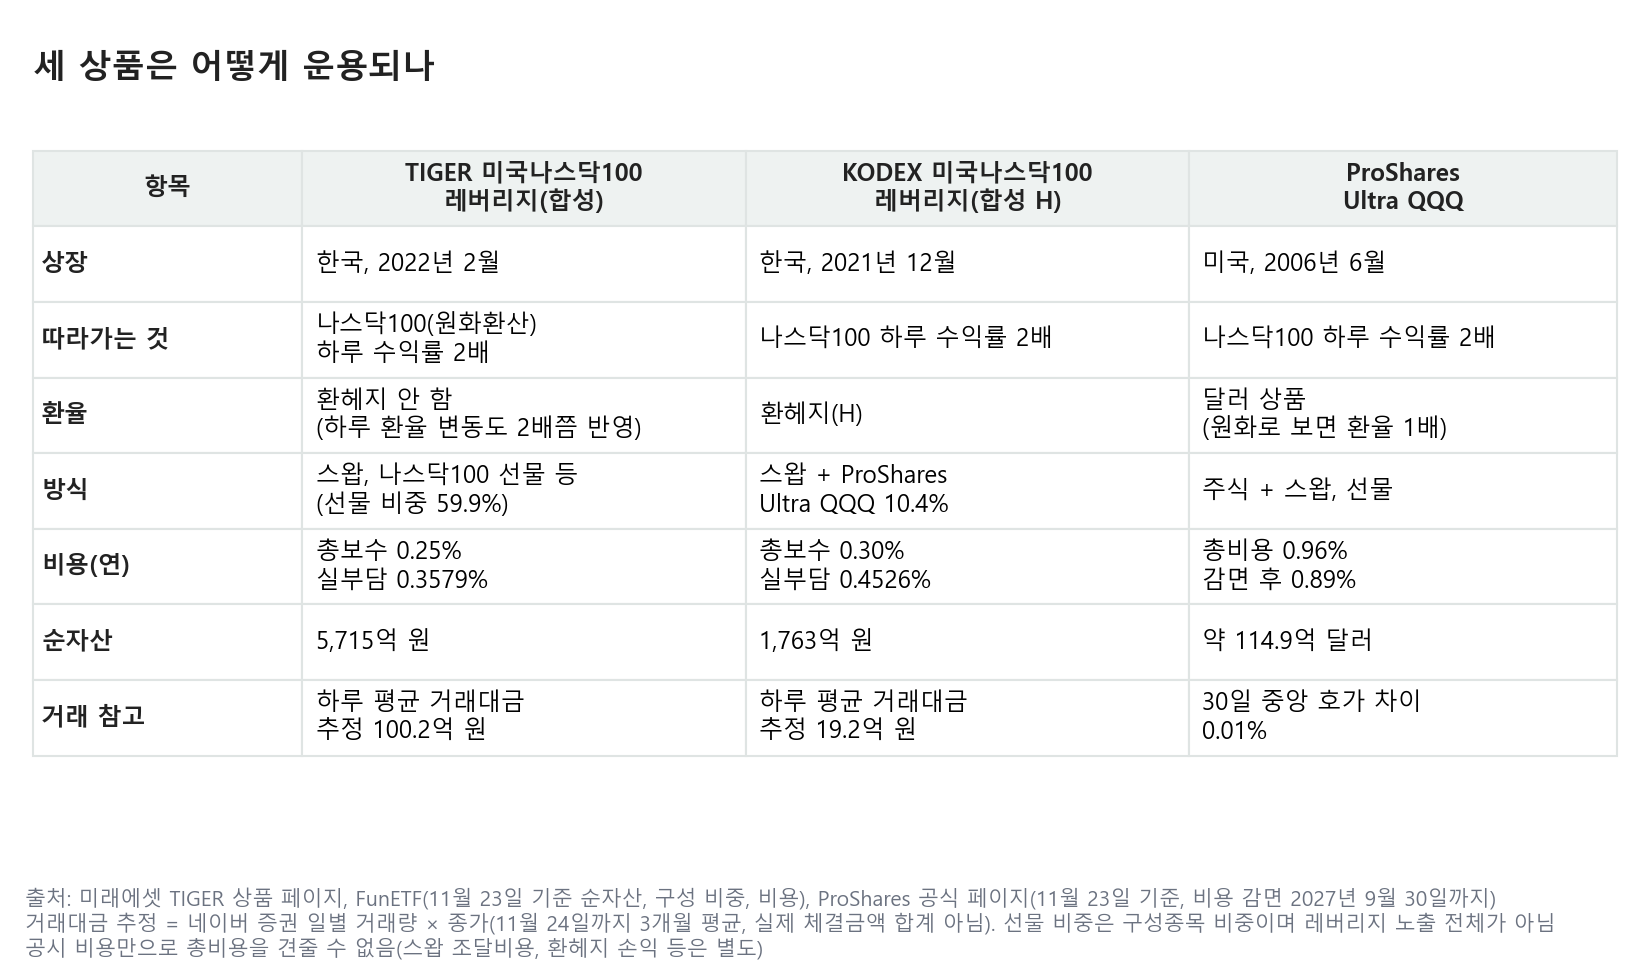 세 상품은 어떻게 운용되나
항목
TIGER 미국나스닥100
레버리지(합성)
KODEX 미국나스닥100
레버리지(합성 H)
ProShares
Ultra QQQ
상장
한국, 2022년 2월
한국, 2021년 12월
미국, 2006년 6월
따라가는 것
나스닥100(원화환산)
하루 수익률 2배
나스닥100 하루 수익률 2배
나스닥100 하루 수익률 2배
환율
환헤지 안 함
(하루 환율 변동도 2배쯤 반영)
환헤지(H)
달러 상품
(원화로 보면 환율 1배)
방식
스왑, 나스닥100 선물 등
(선물 비중 59.9%)
스왑 + ProShares
Ultra QQQ 10.4%
주식 + 스왑, 선물
비용(연)
총보수 0.25%
실부담 0.3579%
총보수 0.30%
실부담 0.4526%
총비용 0.96%
감면 후 0.89%
순자산
5,715억 원
1,763억 원
약 114.9억 달러
거래 참고
하루 평균 거래대금
추정 100.2억 원
하루 평균 거래대금
추정 19.2억 원
30일 중앙 호가 차이
0.01%
출처: 미래에셋 TIGER 상품 페이지, FunETF(11월 23일 기준 순자산, 구성 비중, 비용), ProShares 공식 페이지(11월 23일 기준, 비용 감면 2027년 9월 30일까지)
거래대금 추정 = 네이버 증권 일별 거래량 × 종가(11월 24일까지 3개월 평균, 실제 체결금액 합계 아님). 선물 비중은 구성종목 비중이며 레버리지 노출 전체가 아님
공시 비용만으로 총비용을 견줄 수 없음(스왑 조달비용, 환헤지 손익 등은 별도)